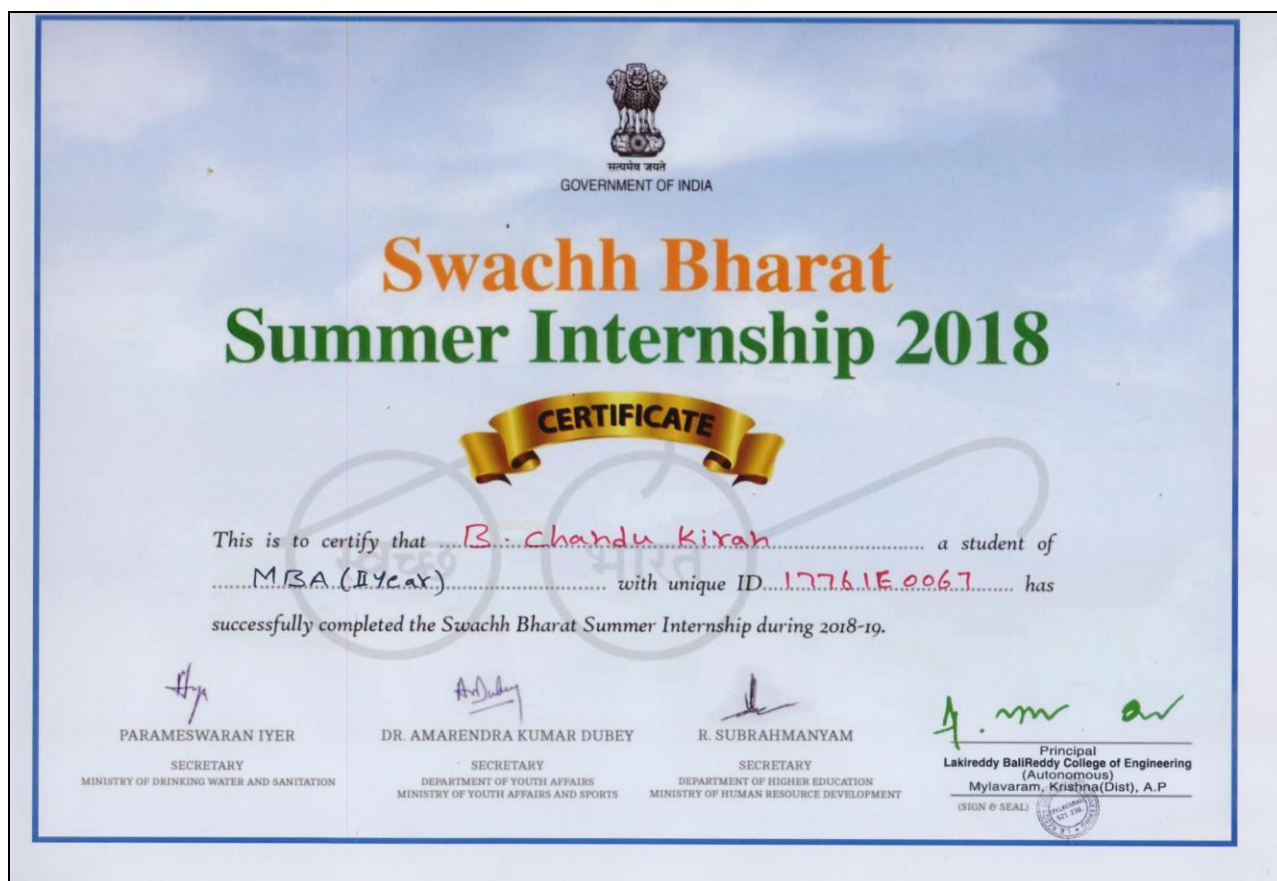 सत्यमेव जयते
GOVERNMENT OF INDIA
Swachh Bharat
Summer Internship 2018
CERTIFICATE
स्वच्छ भारत
This is to certify that B. Chandu Kiran a student of
MBA (II Year) with unique ID 17761E0067 has
successfully completed the Swachh Bharat Summer Internship during 2018-19.
PARAMESWARAN IYER
SECRETARY
MINISTRY OF DRINKING WATER AND SANITATION
DR. AMARENDRA KUMAR DUBEY
SECRETARY
DEPARTMENT OF YOUTH AFFAIRS
MINISTRY OF YOUTH AFFAIRS AND SPORTS
R. SUBRAHMANYAM
SECRETARY
DEPARTMENT OF HIGHER EDUCATION
MINISTRY OF HUMAN RESOURCE DEVELOPMENT
Principal
Lakireddy BaliReddy College of Engineering
(Autonomous)
Mylavaram, Krishna(Dist), A.P
(SIGN & SEAL)